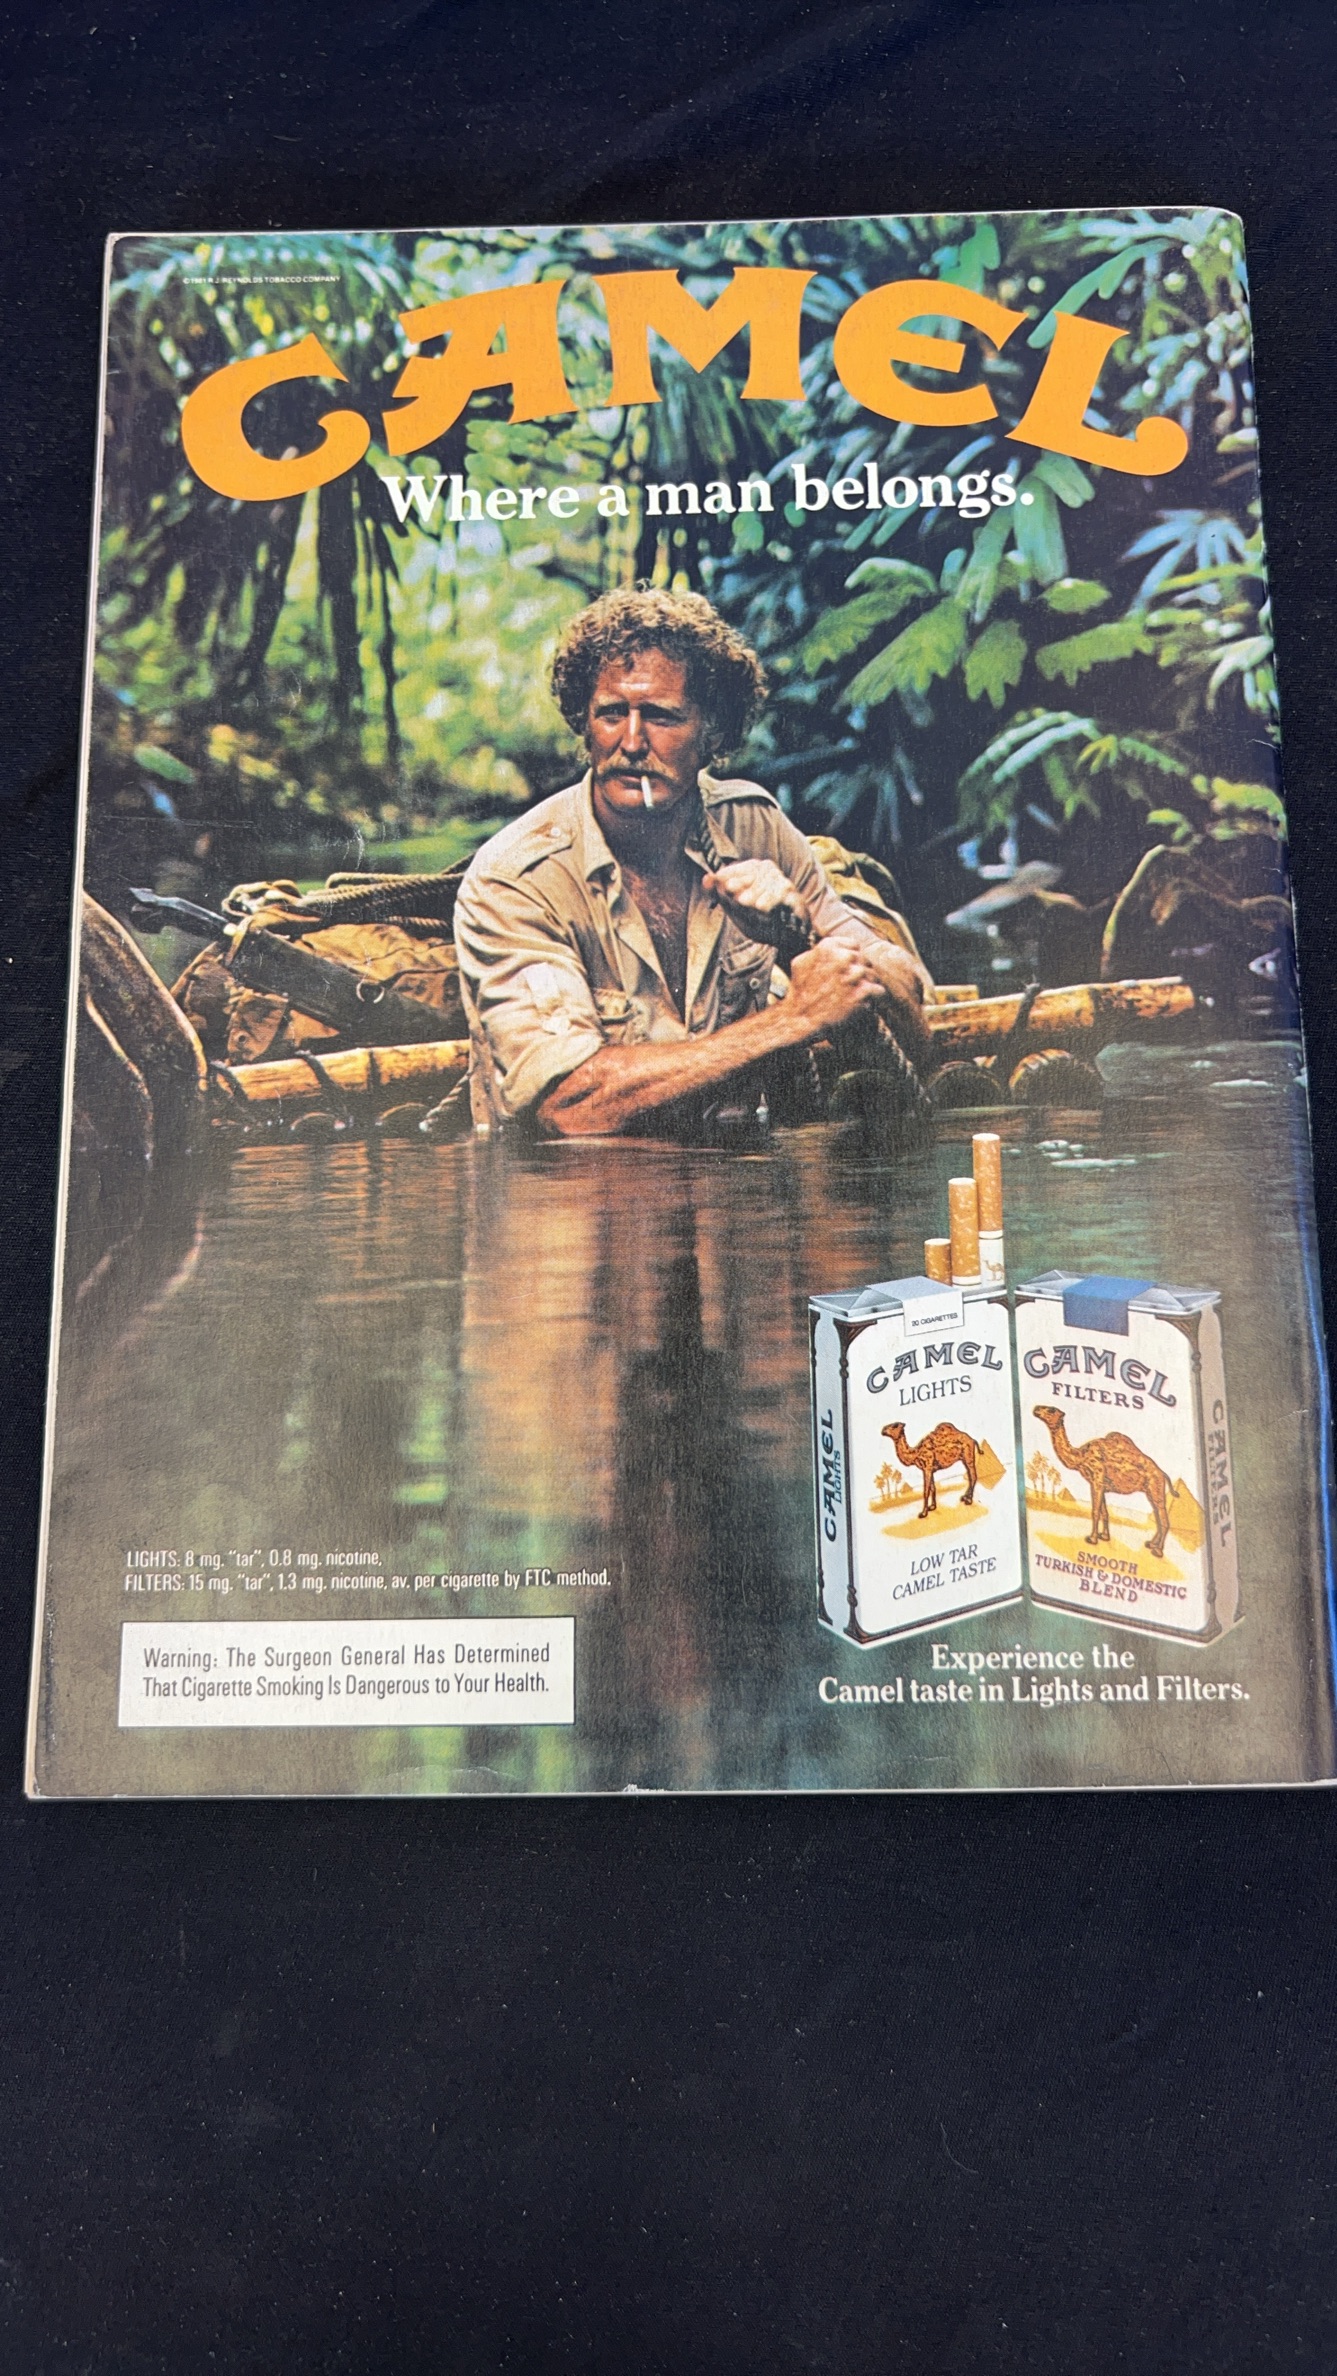 ©1981 R.J. REYNOLDS TOBACCO COMPANY
CAMEL
Where a man belongs.
20 CIGARETTES
CAMEL
LIGHTS
CAMEL
LIGHTS
LOW TAR
CAMEL TASTE
CAMEL
FILTERS
SMOOTH
TURKISH & DOMESTIC
BLEND
CAMEL
FILTERS
LIGHTS: 8 mg. "tar", 0.8 mg. nicotine,
FILTERS: 15 mg. "tar", 1.3 mg. nicotine, av. per cigarette by FTC method.
Warning: The Surgeon General Has Determined
That Cigarette Smoking Is Dangerous to Your Health.
Experience the
Camel taste in Lights and Filters.